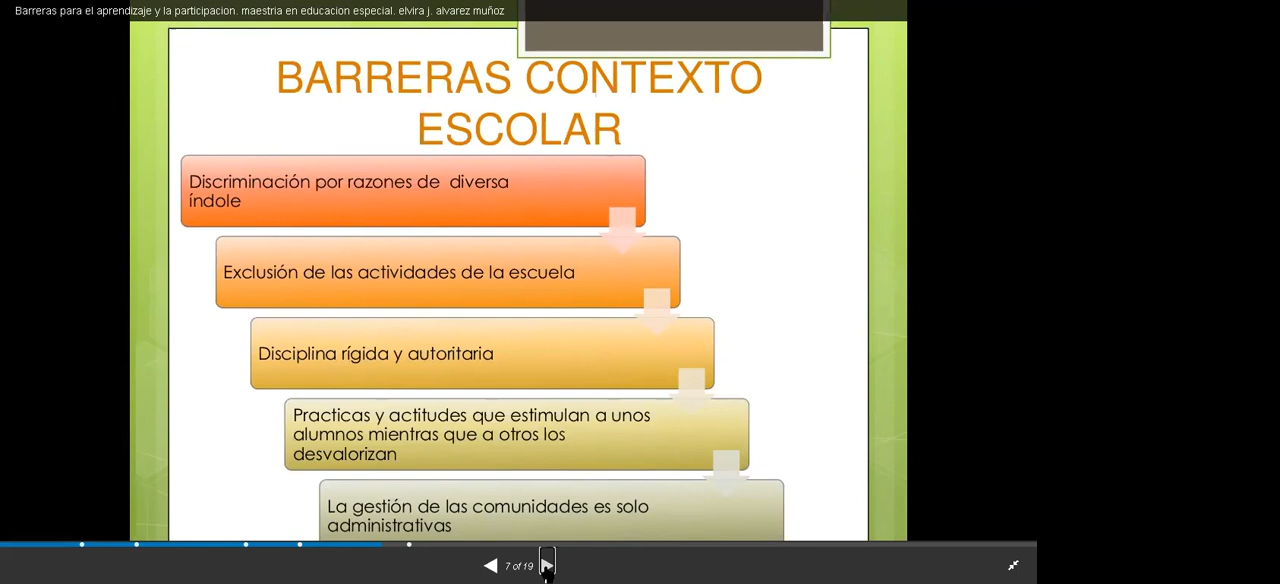 Barreras para el aprendizaje y la participacion. maestria en educacion especial. elvira j. alvarez muñoz
BARRERAS CONTEXTO
ESCOLAR
Discriminación por razones de diversa
índole
Exclusión de las actividades de la escuela
Disciplina rígida y autoritaria
Practicas y actitudes que estimulan a unos
alumnos mientras que a otros los
desvalorizan
La gestión de las comunidades es solo
administrativas
7 of 19